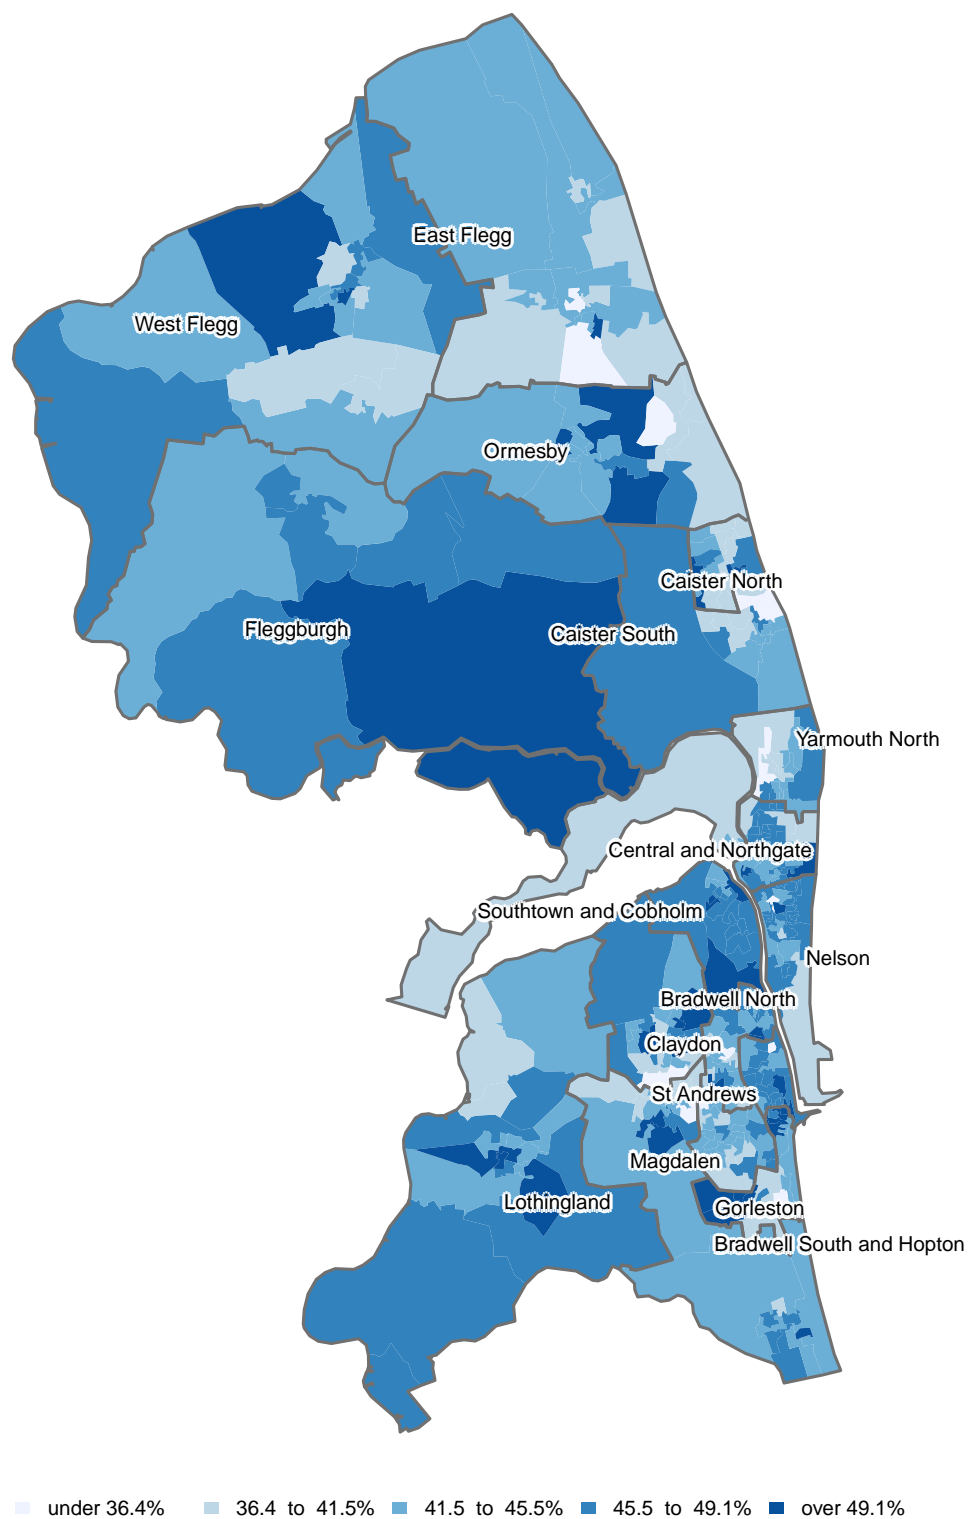 East Flegg
West Flegg
Ormesby
Caister North
Fleggburgh
Caister South
Yarmouth North
Central and Northgate
Southtown and Cobholm
Nelson
Bradwell North
Claydon
St Andrews
Magdalen
Lothingland
Gorleston
Bradwell South and Hopton
under 36.4% 36.4 to 41.5% 41.5 to 45.5% 45.5 to 49.1% over 49.1%